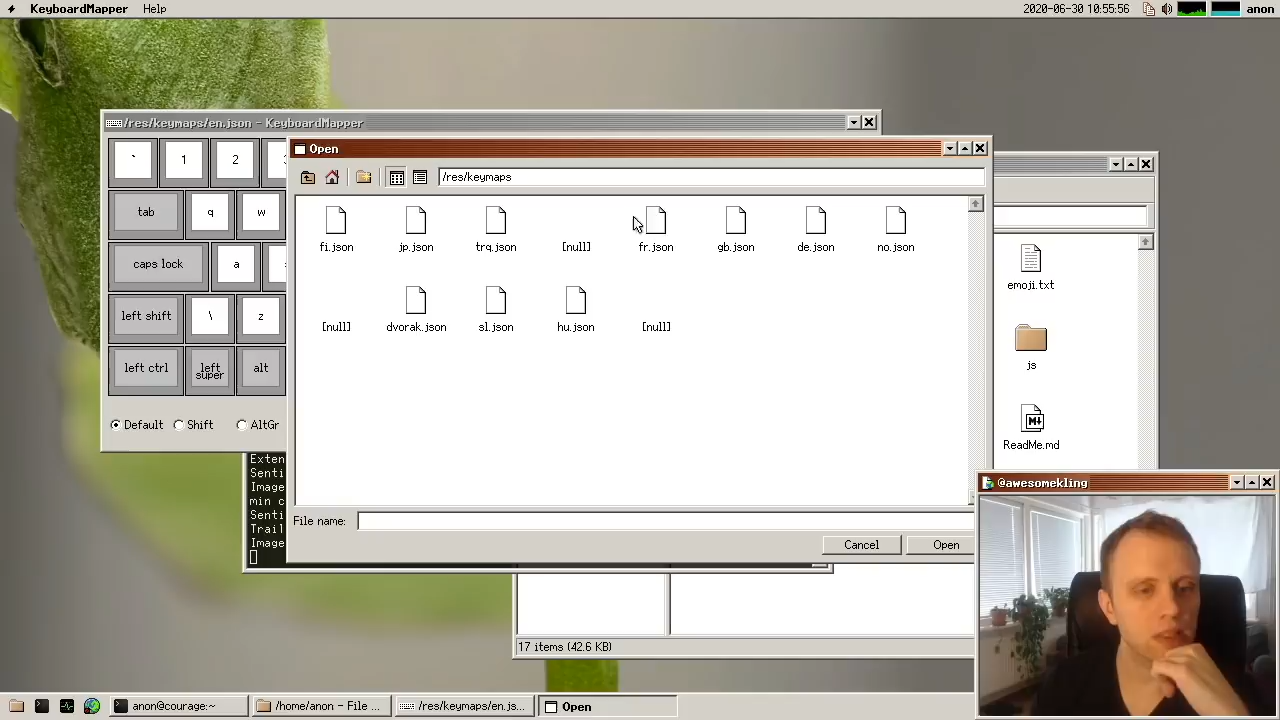 KeyboardMapper Help 2020-06-30 10:55:56 anon
/res/keymaps/en.json - KeyboardMapper
Open
/res/keymaps
` 1 2
tab q w
caps lock a
left shift \ z
left ctrl left super alt
Default Shift AltGr
fi.json jp.json trq.json [null] fr.json gb.json de.json no.json
[null] dvorak.json sl.json hu.json [null]
File name:
Cancel Open
emoji.txt
js
ReadMe.md
Exten
Senti
Image
min c
Senti
Trail
Image
17 items (42.6 KB)
@awesomekling
anon@courage:~ /home/anon - File ... /res/keymaps/en.js... Open